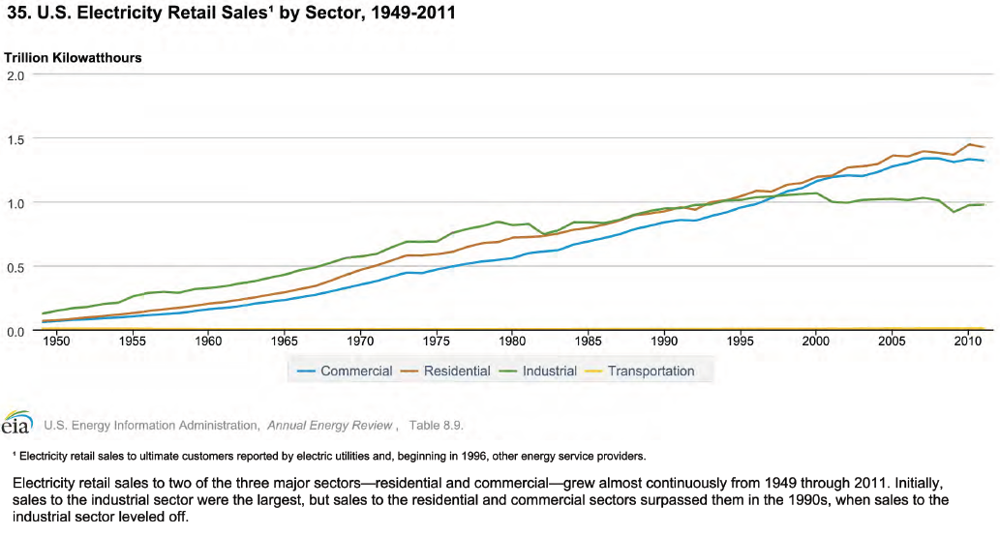 35. U.S. Electricity Retail Sales¹ by Sector, 1949-2011
Trillion Kilowatthours
2.0
1.5
1.0
0.5
0.0
1950 1955 1960 1965 1970 1975 1980 1985 1990 1995 2000 2005 2010
Commercial Residential Industrial Transportation
eia U.S. Energy Information Administration, Annual Energy Review , Table 8.9.
¹ Electricity retail sales to ultimate customers reported by electric utilities and, beginning in 1996, other energy service providers.
Electricity retail sales to two of the three major sectors—residential and commercial—grew almost continuously from 1949 through 2011. Initially,
sales to the industrial sector were the largest, but sales to the residential and commercial sectors surpassed them in the 1990s, when sales to the
industrial sector leveled off.